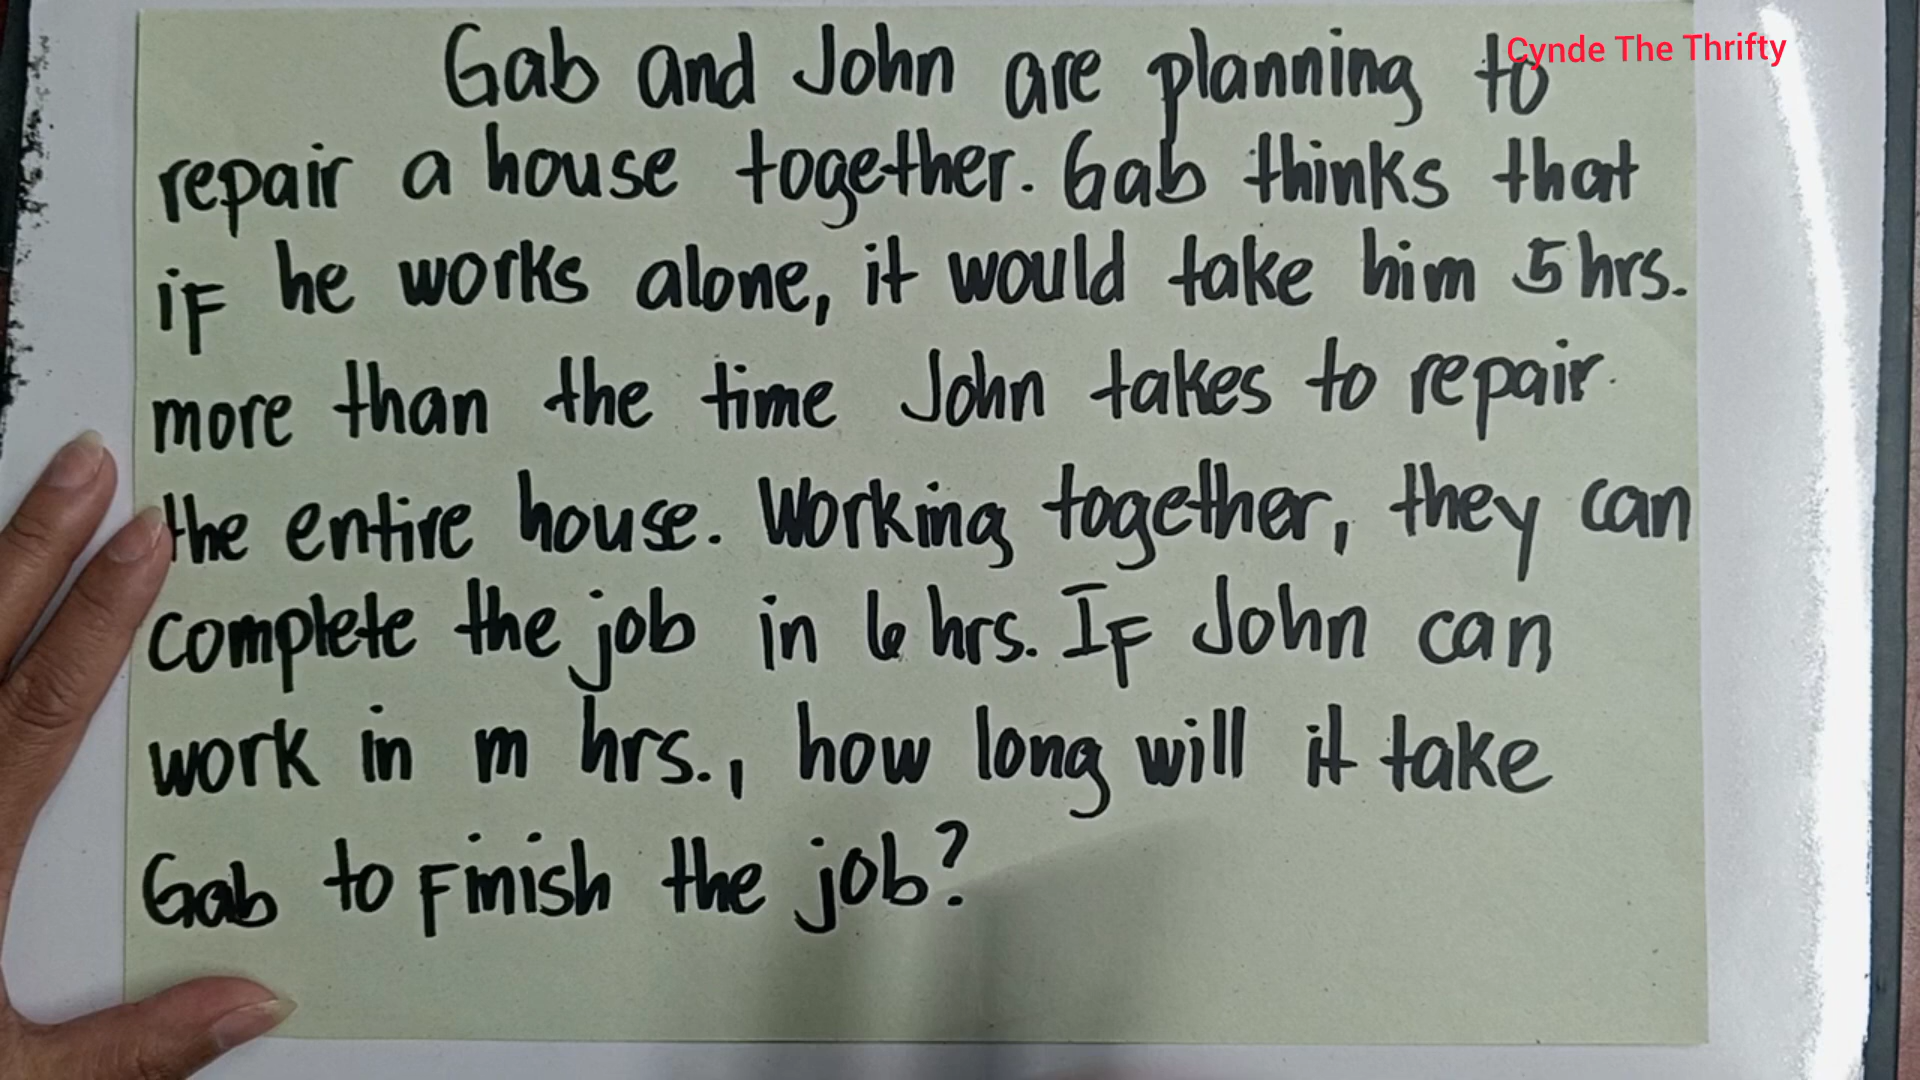 Gab and John are planning to
Cynde The Thrifty
repair a house together. Gab thinks that
if he works alone, it would take him 5 hrs.
more than the time John takes to repair
the entire house. Working together, they can
complete the job in 6 hrs. If John can
work in m hrs., how long will it take
Gab to finish the job?